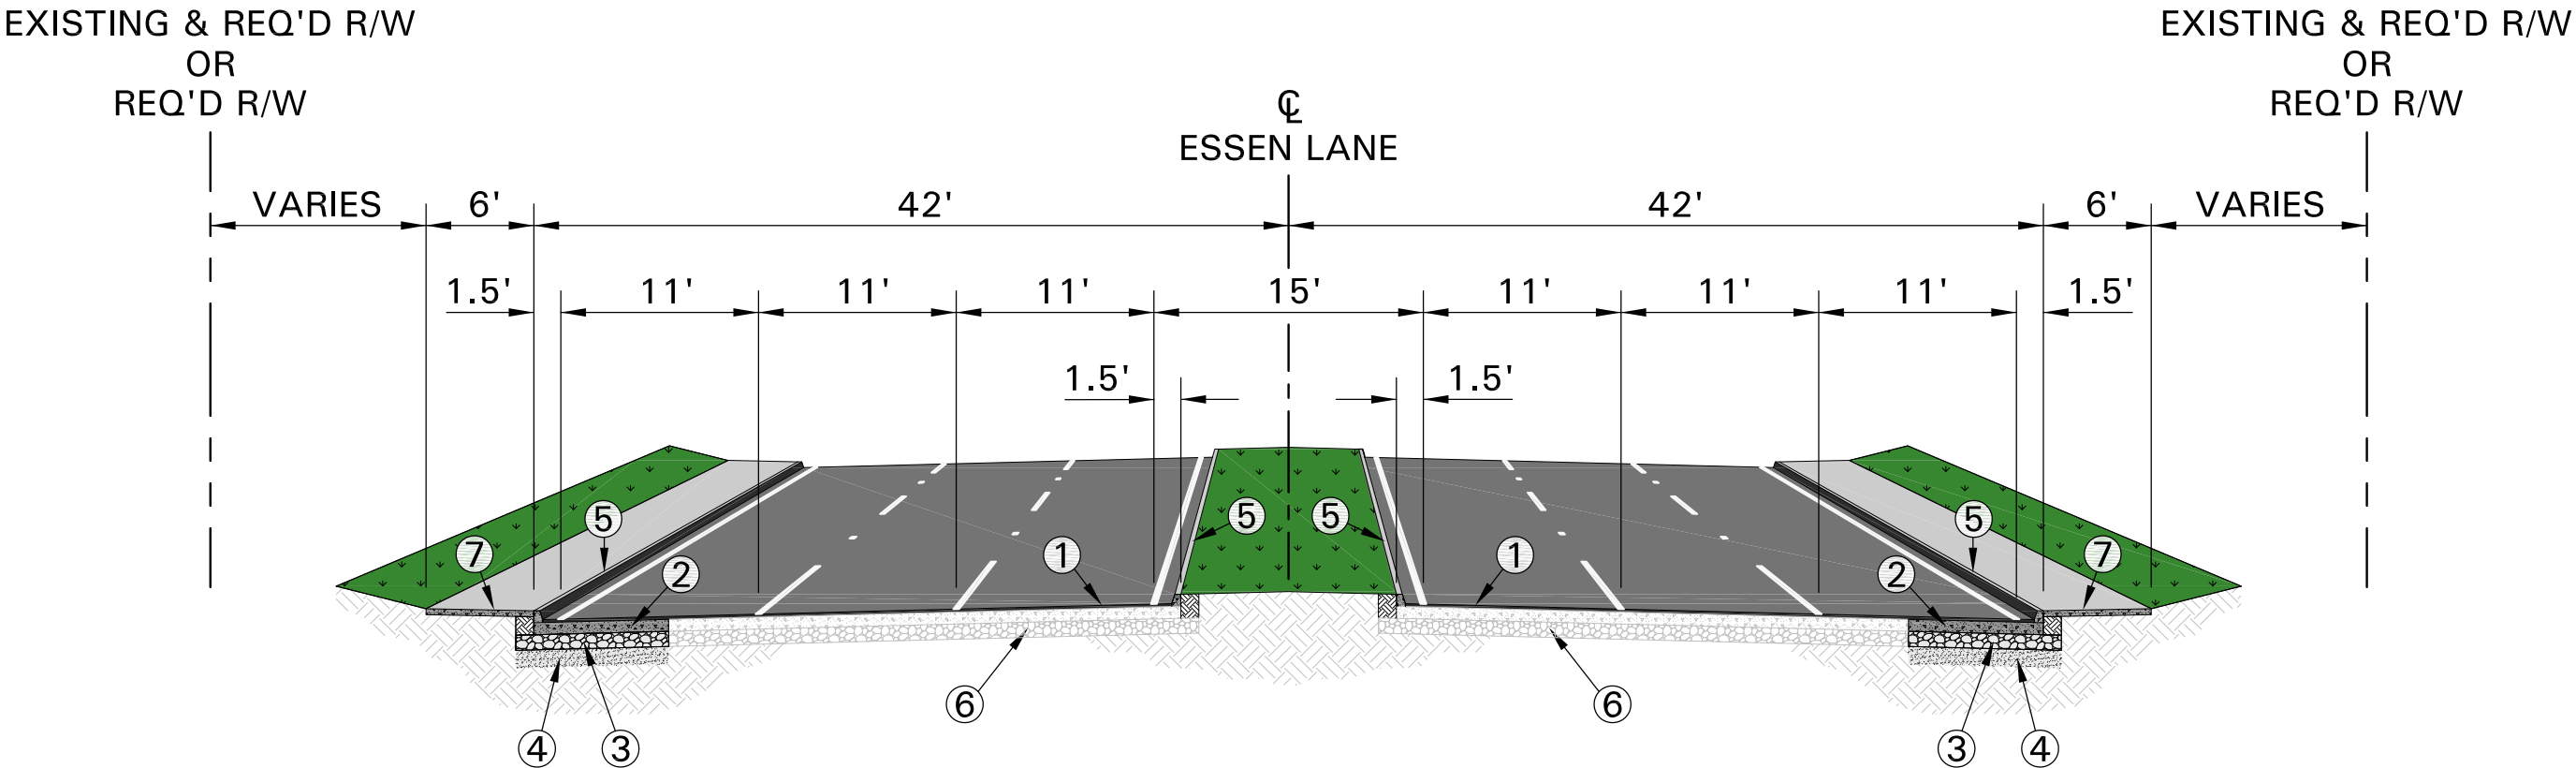 EXISTING & REQ'D R/W
OR
REQ'D R/W
EXISTING & REQ'D R/W
OR
REQ'D R/W
℄
ESSEN LANE
VARIES 6' 42' 42' 6' VARIES
1.5' 11' 11' 11' 15' 11' 11' 11' 1.5'
1.5' 1.5'
5 5 5 5
7 1 1 7
2 2
6 6
4 3 3 4